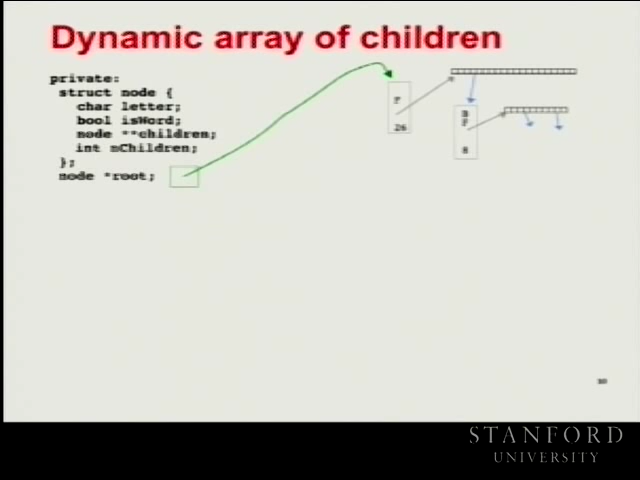 Dynamic array of children
private:
struct node {
char letter;
bool isWord;
node **children;
int nChildren;
};
node *root;
F
26
B
F
8
STANFORD
UNIVERSITY